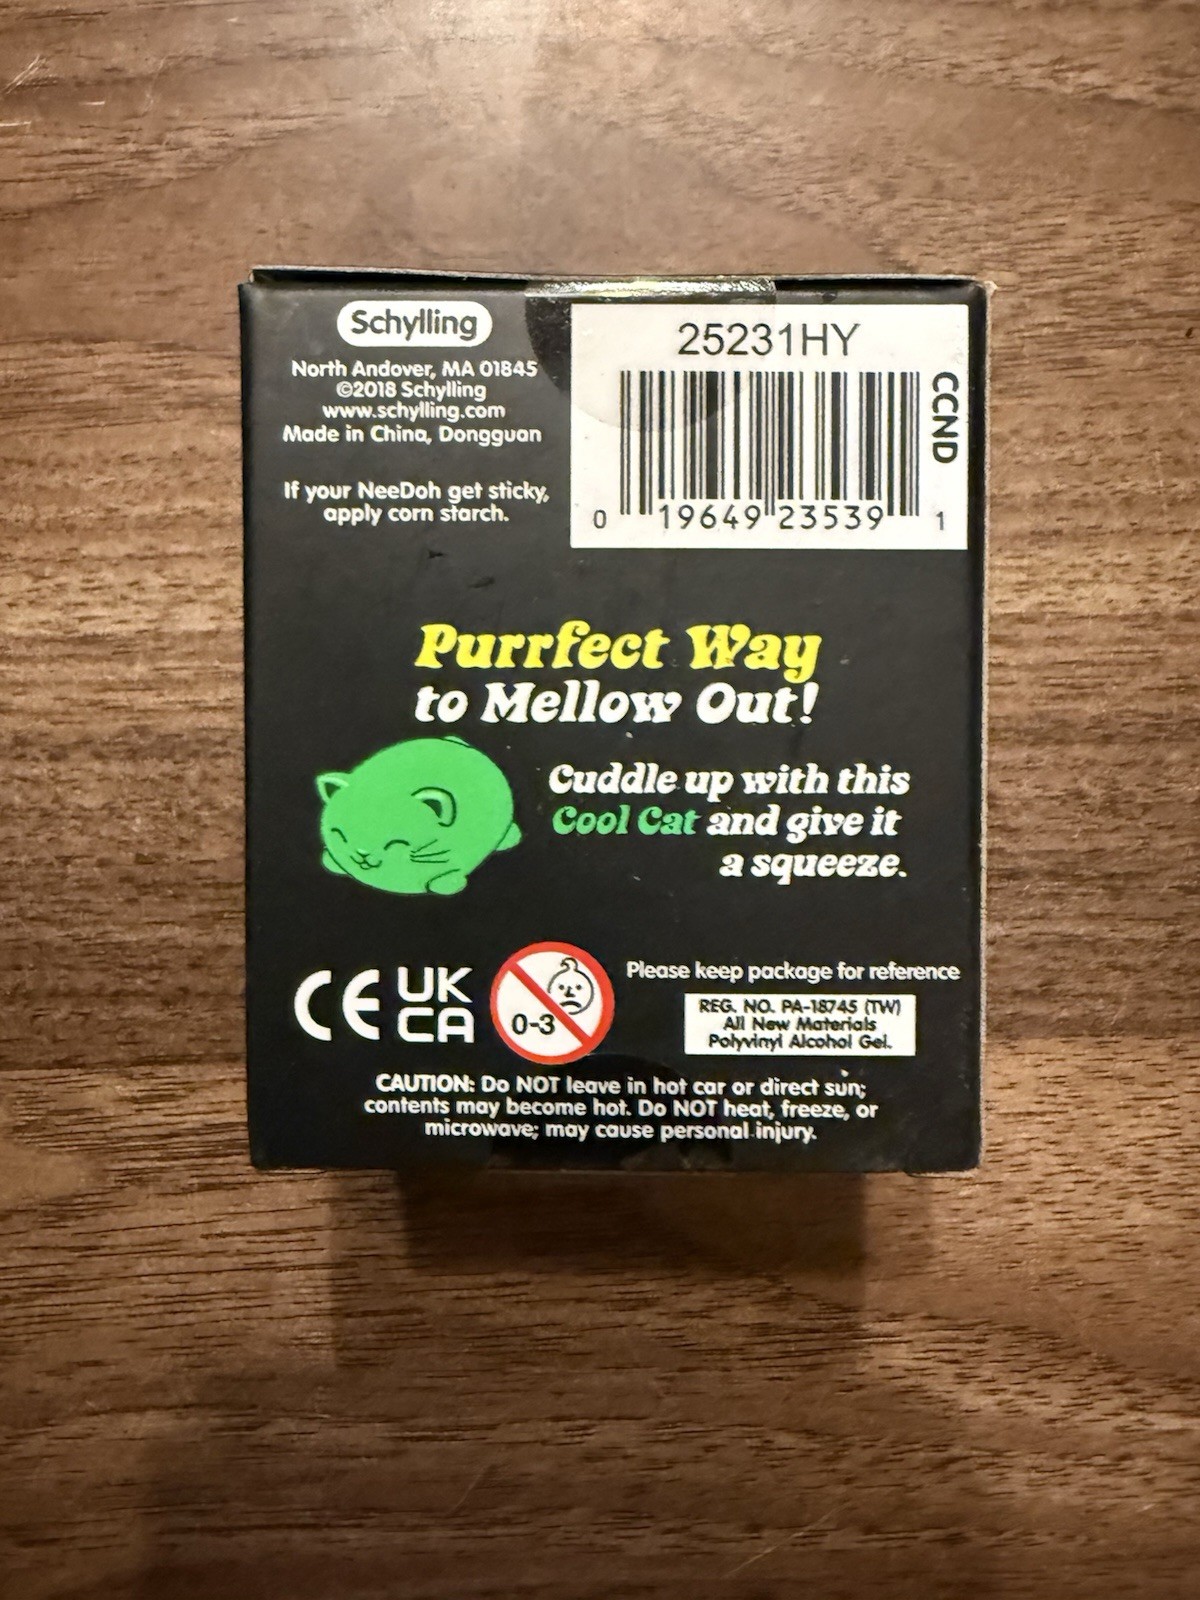 Schylling
North Andover, MA 01845
©2018 Schylling
www.schylling.com
Made in China, Dongguan
If your NeeDoh get sticky,
apply corn starch.
25231HY
CCND
0 19649 23539 1
Purrfect Way
to Mellow Out!
Cuddle up with this
Cool Cat and give it
a squeeze.
CE
UK
CA
0-3
Please keep package for reference
REG. NO. PA-18745 (TW)
All New Materials
Polyvinyl Alcohol Gel.
CAUTION: Do NOT leave in hot car or direct sun;
contents may become hot. Do NOT heat, freeze, or
microwave; may cause personal injury.